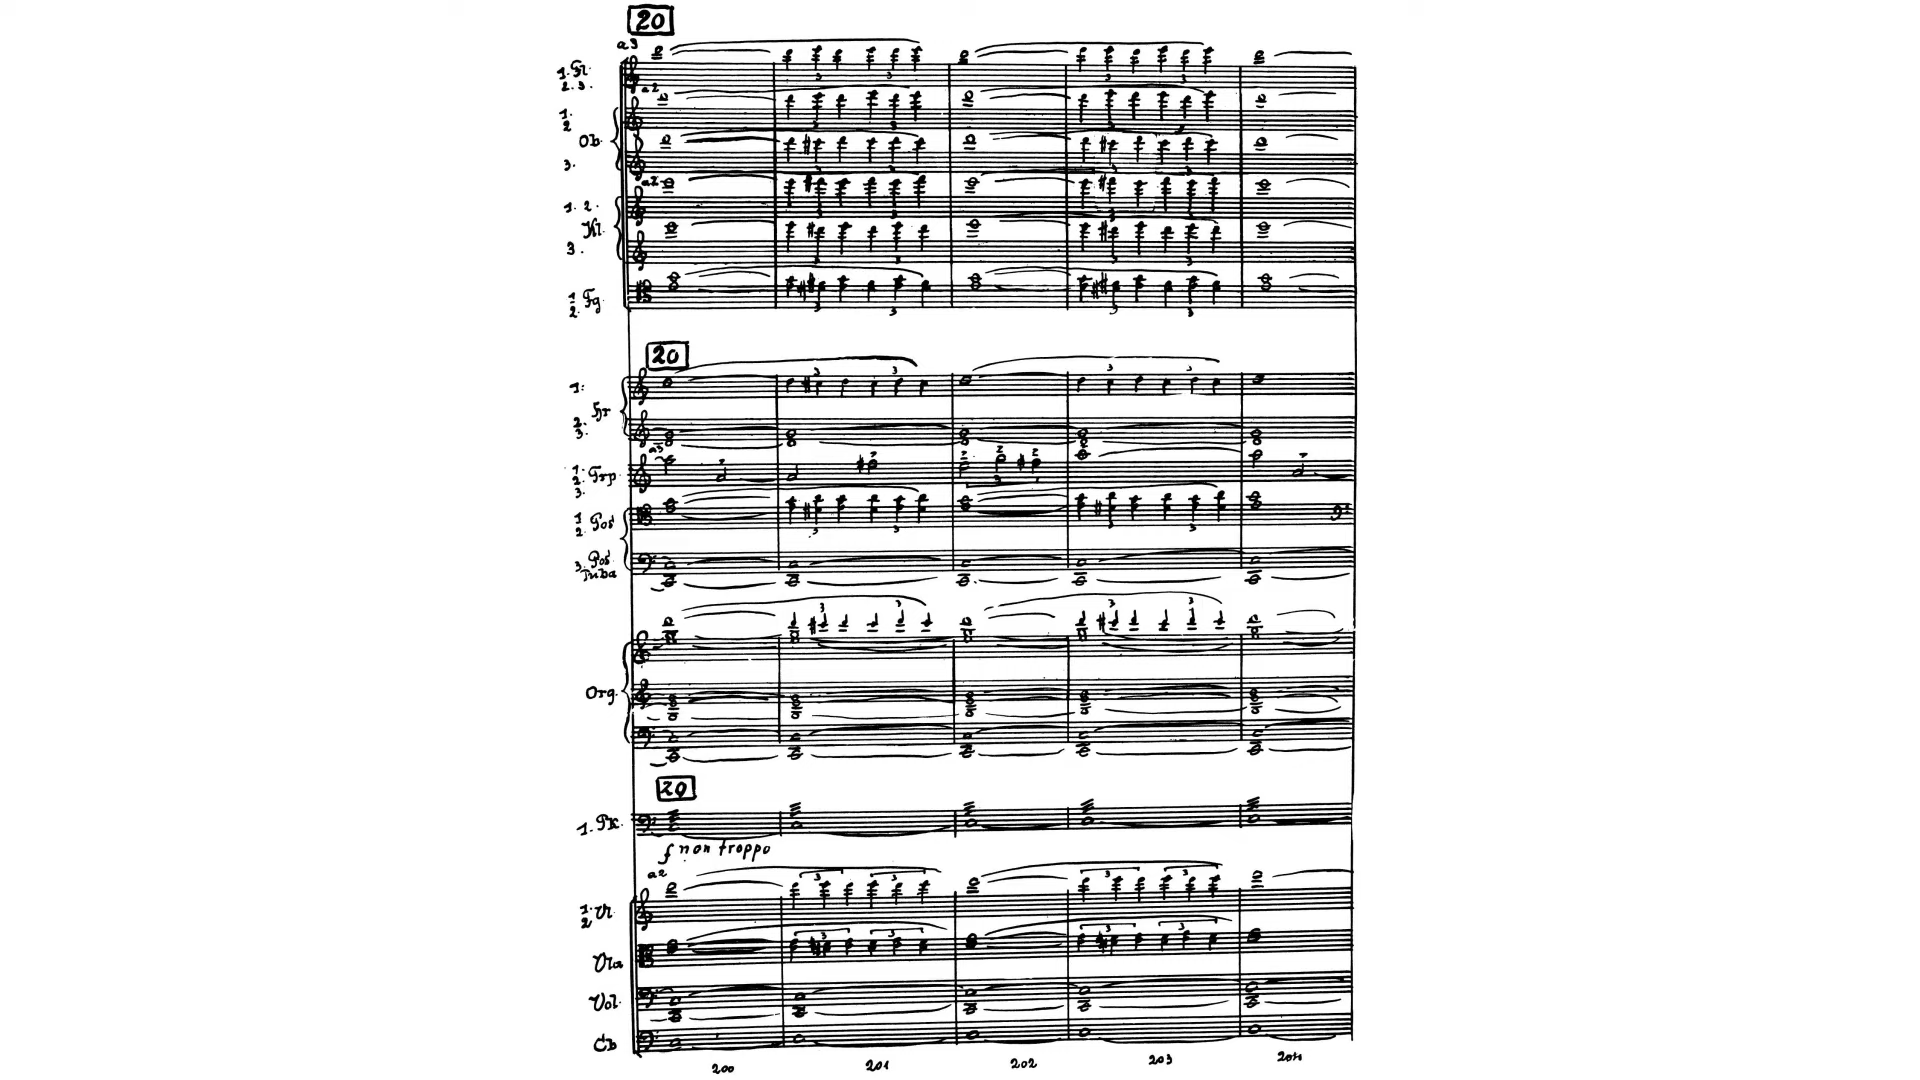 20
a3
1. Fl.
2. 3.
a2
1.
2
Ob.
3.
a2
1. 2.
Kl.
3.
1
2. Fg.
20
1.
Hr
2.
3.
a3
1.
2. Trp.
3.
1
2. Pos
3. Pos
Tuba
Org.
20
1. Pk.
f non troppo
a2
1. Vl.
2
Vla
Vcl.
Cb
200 201 202 203 204